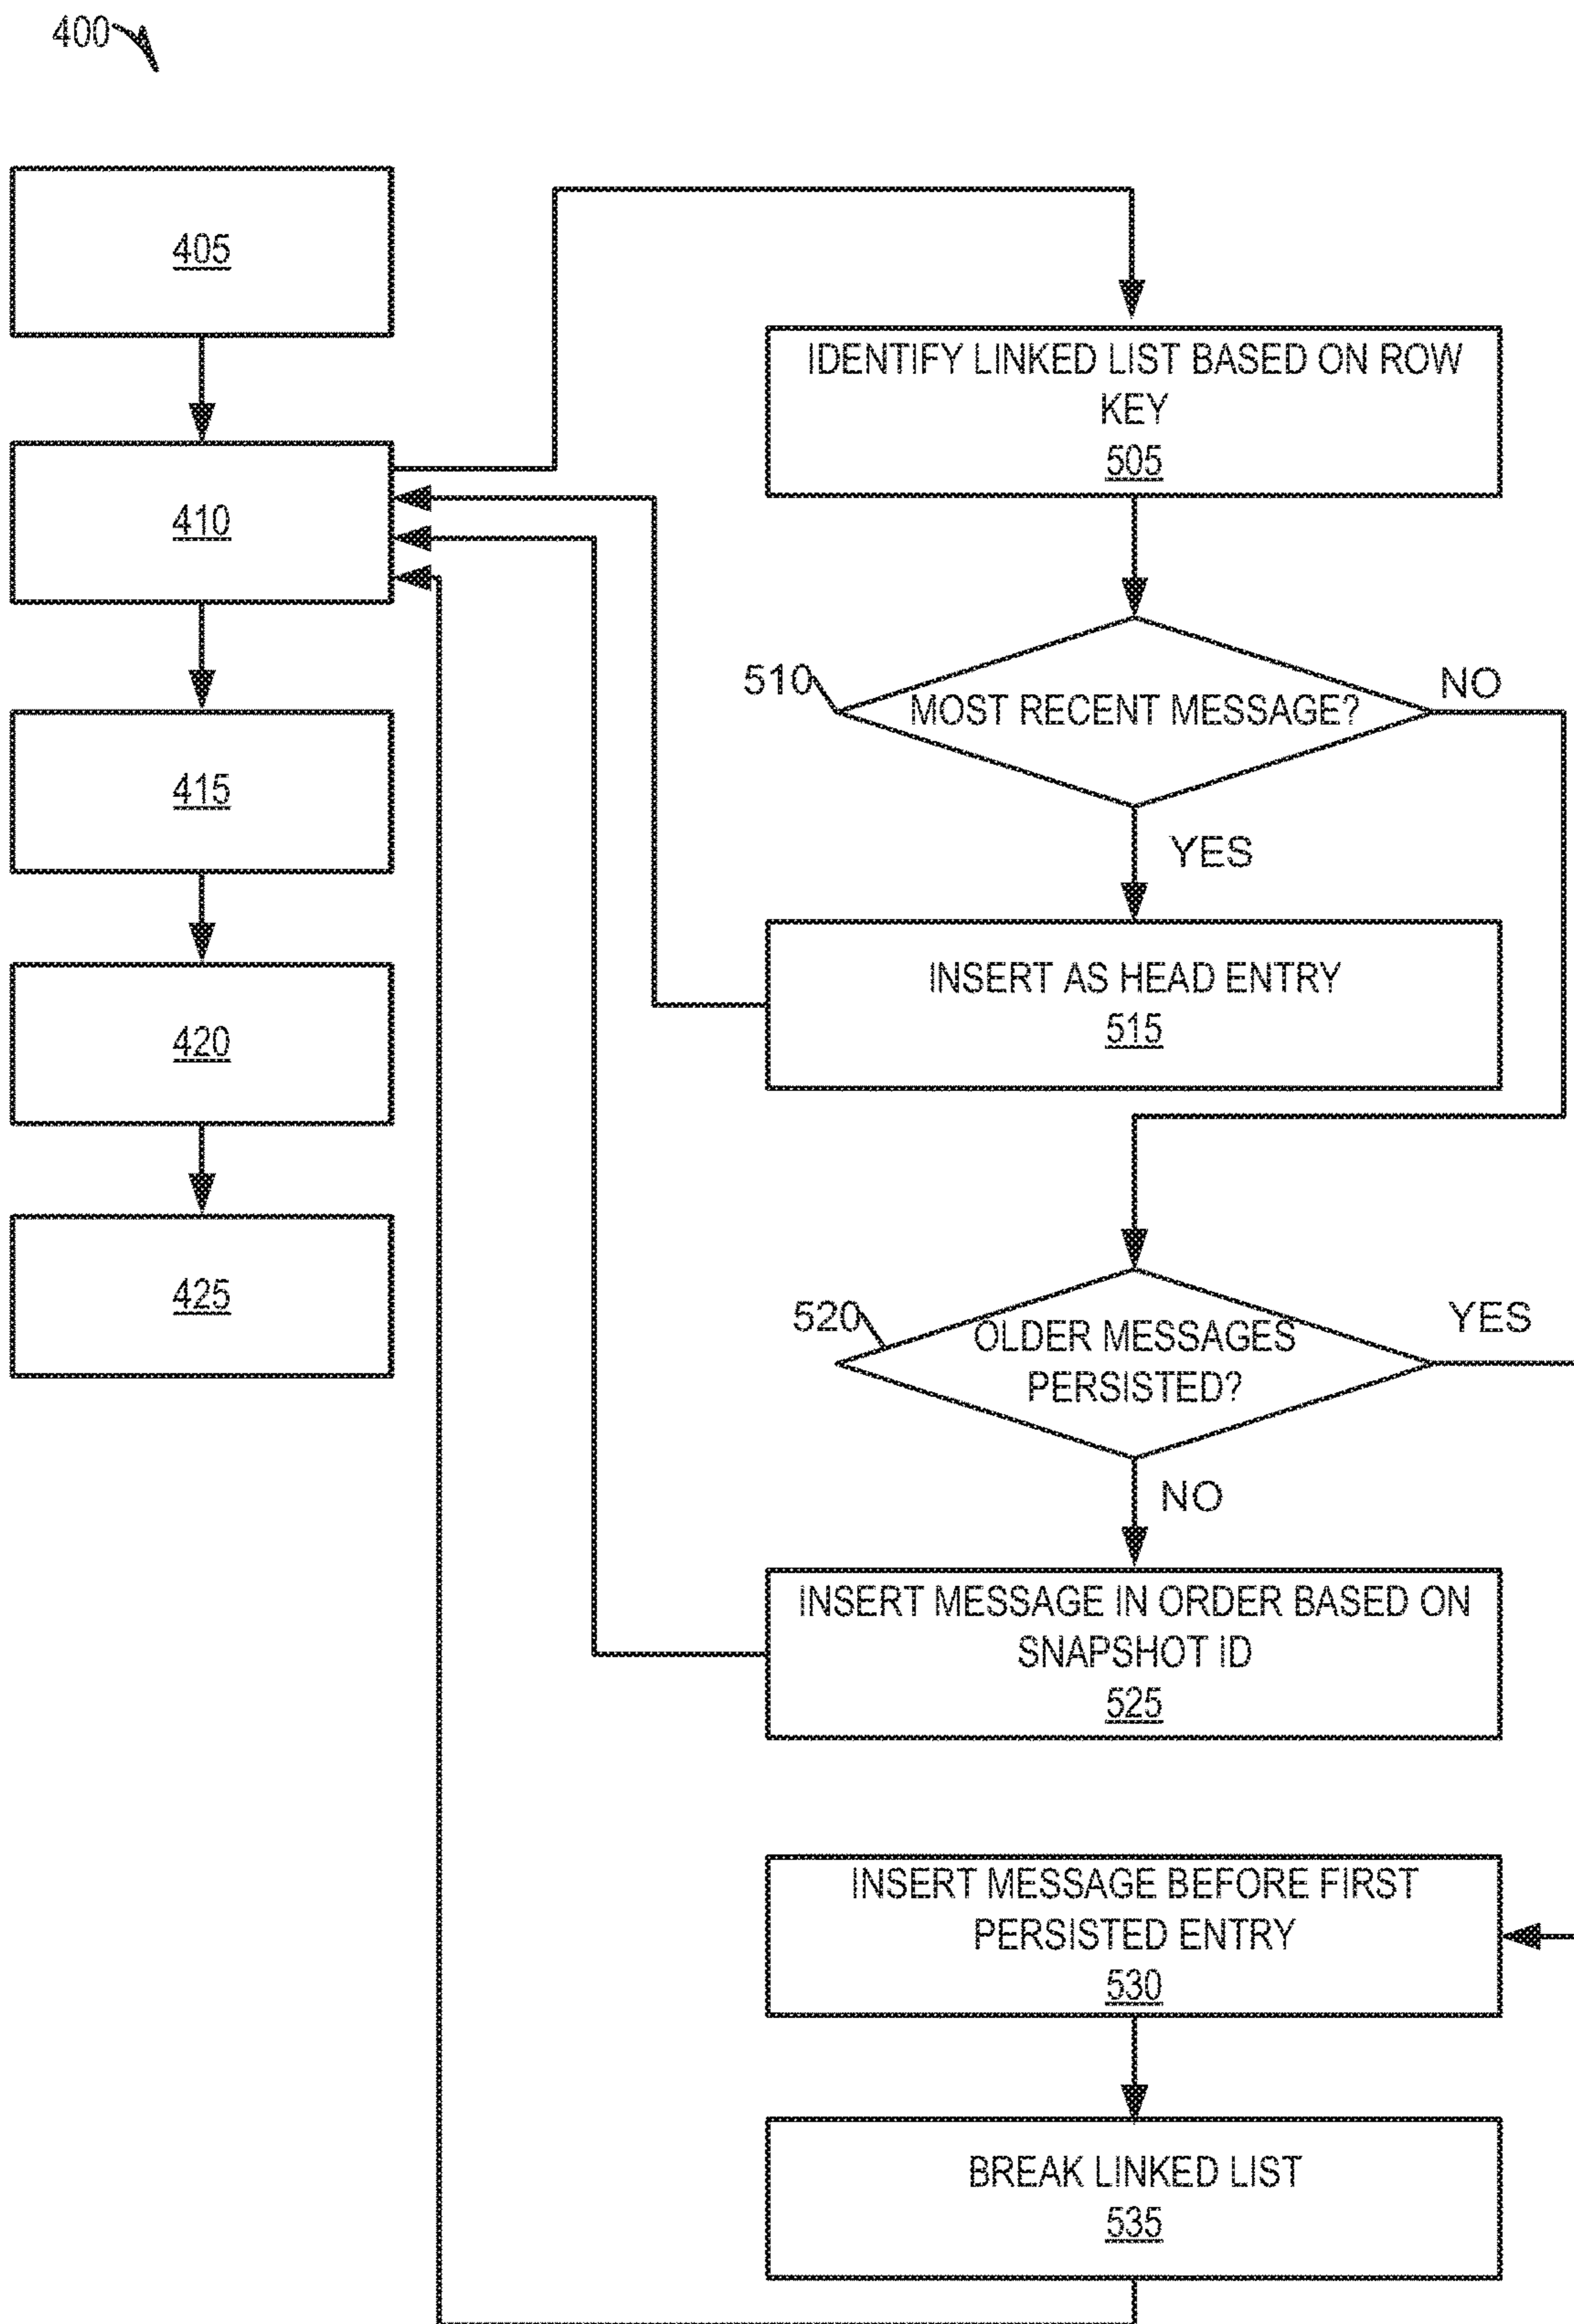 400
405
410
415
420
425
IDENTIFY LINKED LIST BASED ON ROW
KEY
505
510
MOST RECENT MESSAGE?
NO
YES
INSERT AS HEAD ENTRY
515
520
OLDER MESSAGES
PERSISTED?
YES
NO
INSERT MESSAGE IN ORDER BASED ON
SNAPSHOT ID
525
INSERT MESSAGE BEFORE FIRST
PERSISTED ENTRY
530
BREAK LINKED LIST
535